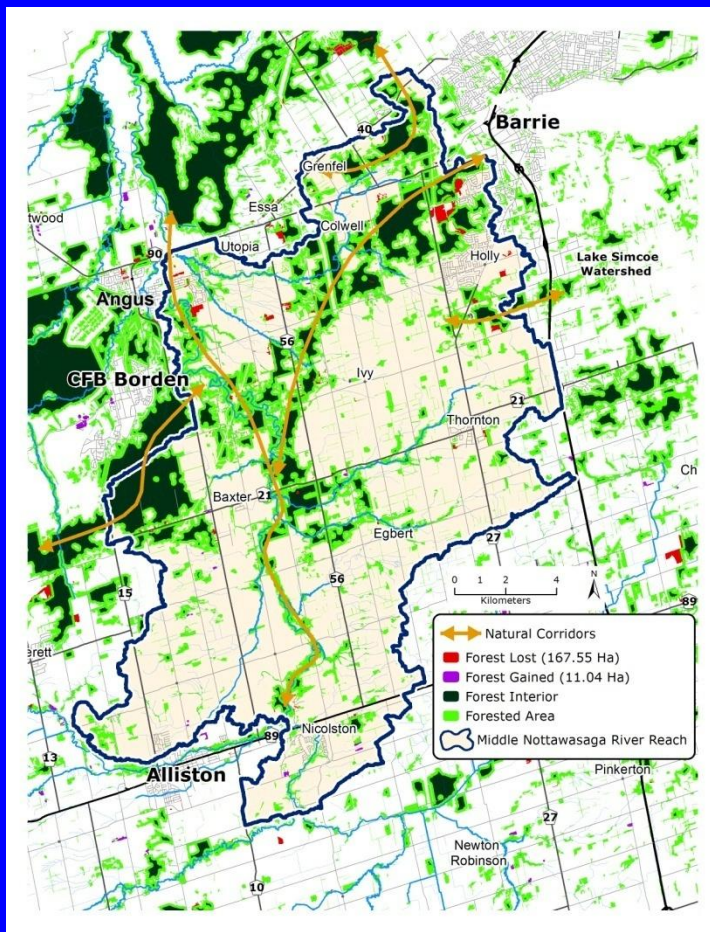 Barrie
40
Grenfel
Essa
twood
Colwell
Utopia
90
Holly
Lake Simcoe
Watershed
Angus
56
CFB Borden
Ivy
21
Thornton
Ch
Baxter
21
Egbert
27
56
15
0 1 2 4
Kilometers
N
89
erett
Natural Corridors
Forest Lost (167.55 Ha)
Forest Gained (11.04 Ha)
Forest Interior
Forested Area
Middle Nottawasaga River Reach
Nicolston
89
13
Alliston
Pinkerton
27
Newton
Robinson
10